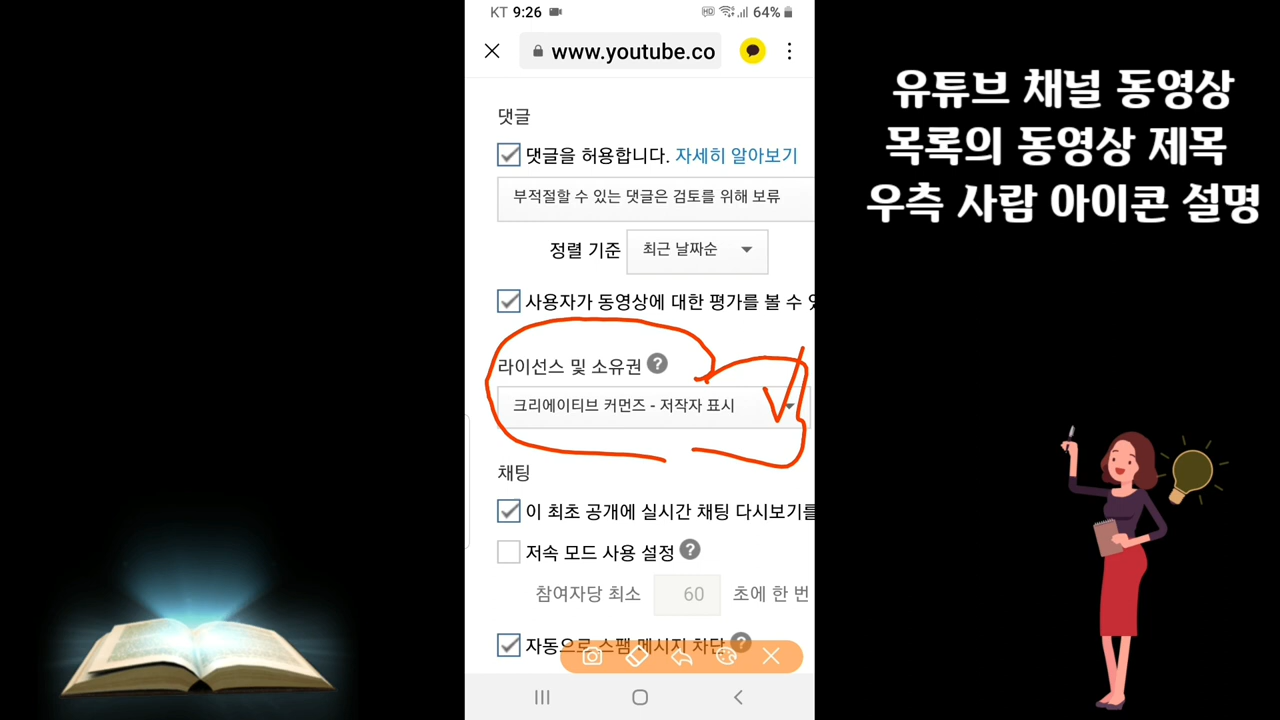 KT 9:26
HD 64%
www.youtube.co
댓글
댓글을 허용합니다. 자세히 알아보기
부적절할 수 있는 댓글은 검토를 위해 보류
정렬 기준 최근 날짜순
사용자가 동영상에 대한 평가를 볼 수 있
라이선스 및 소유권 ?
크리에이티브 커먼즈 - 저작자 표시
채팅
이 최초 공개에 실시간 채팅 다시보기를
저속 모드 사용 설정 ?
참여자당 최소 60 초에 한 번
자동으로 스팸 메시지 차단 ?
유튜브 채널 동영상
목록의 동영상 제목
우측 사람 아이콘 설명